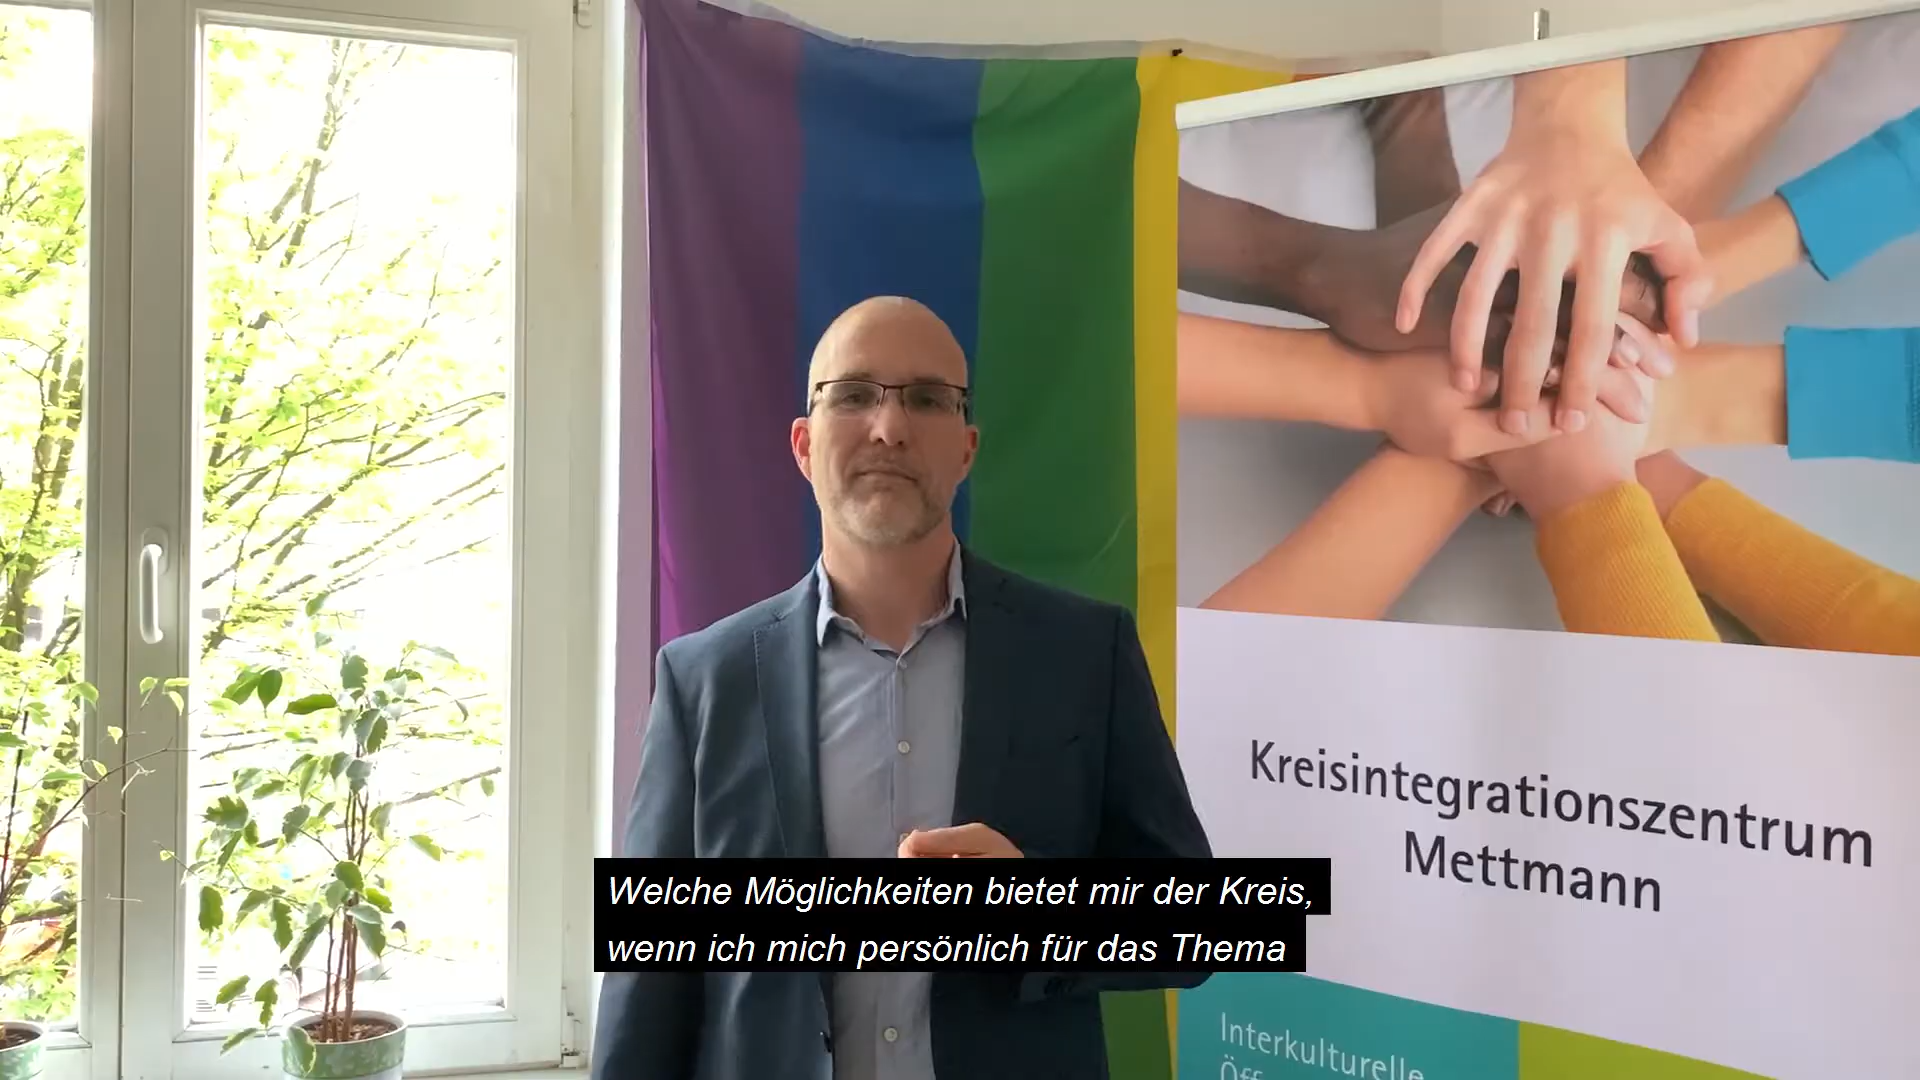 Kreisintegrationszentrum
Mettmann
Welche Möglichkeiten bietet mir der Kreis,
wenn ich mich persönlich für das Thema
Interkulturelle